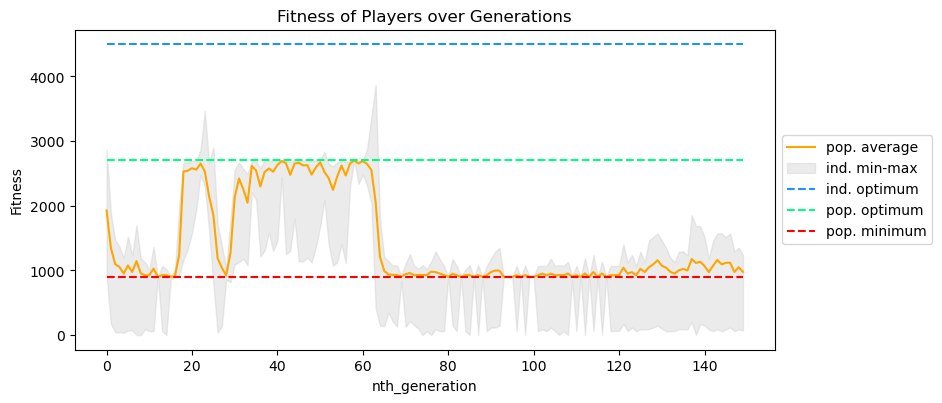 Fitness of Players over Generations
Fitness
4000
3000
2000
1000
0
0
20
40
60
80
100
120
140
nth_generation
pop. average
ind. min-max
ind. optimum
pop. optimum
pop. minimum